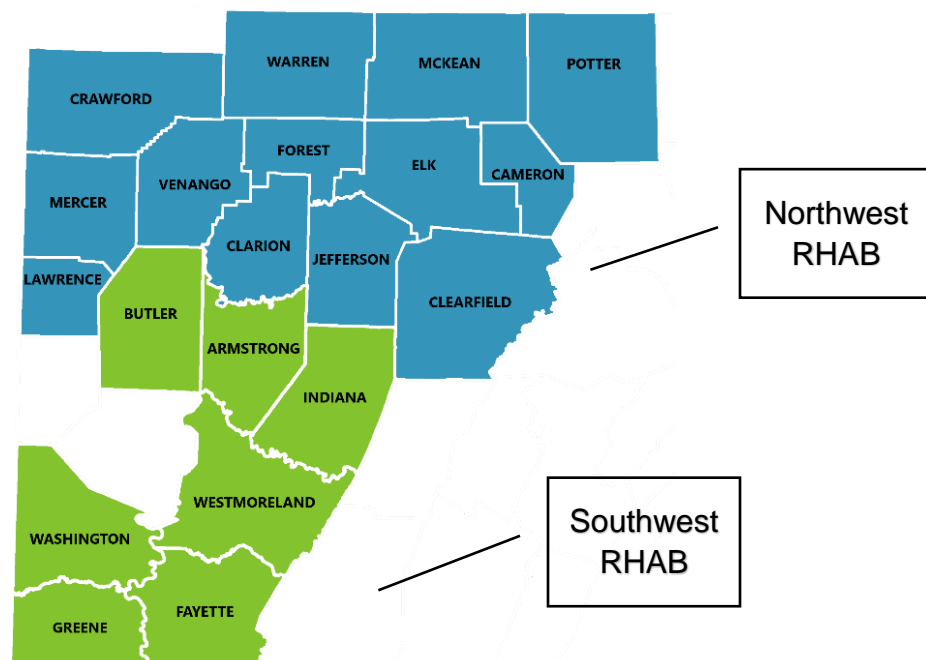 WARREN
MCKEAN
POTTER
CRAWFORD
FOREST
ELK
CAMERON
VENANGO
MERCER
CLARION
JEFFERSON
LAWRENCE
CLEARFIELD
BUTLER
ARMSTRONG
INDIANA
WESTMORELAND
WASHINGTON
FAYETTE
GREENE
Northwest
RHAB
Southwest
RHAB